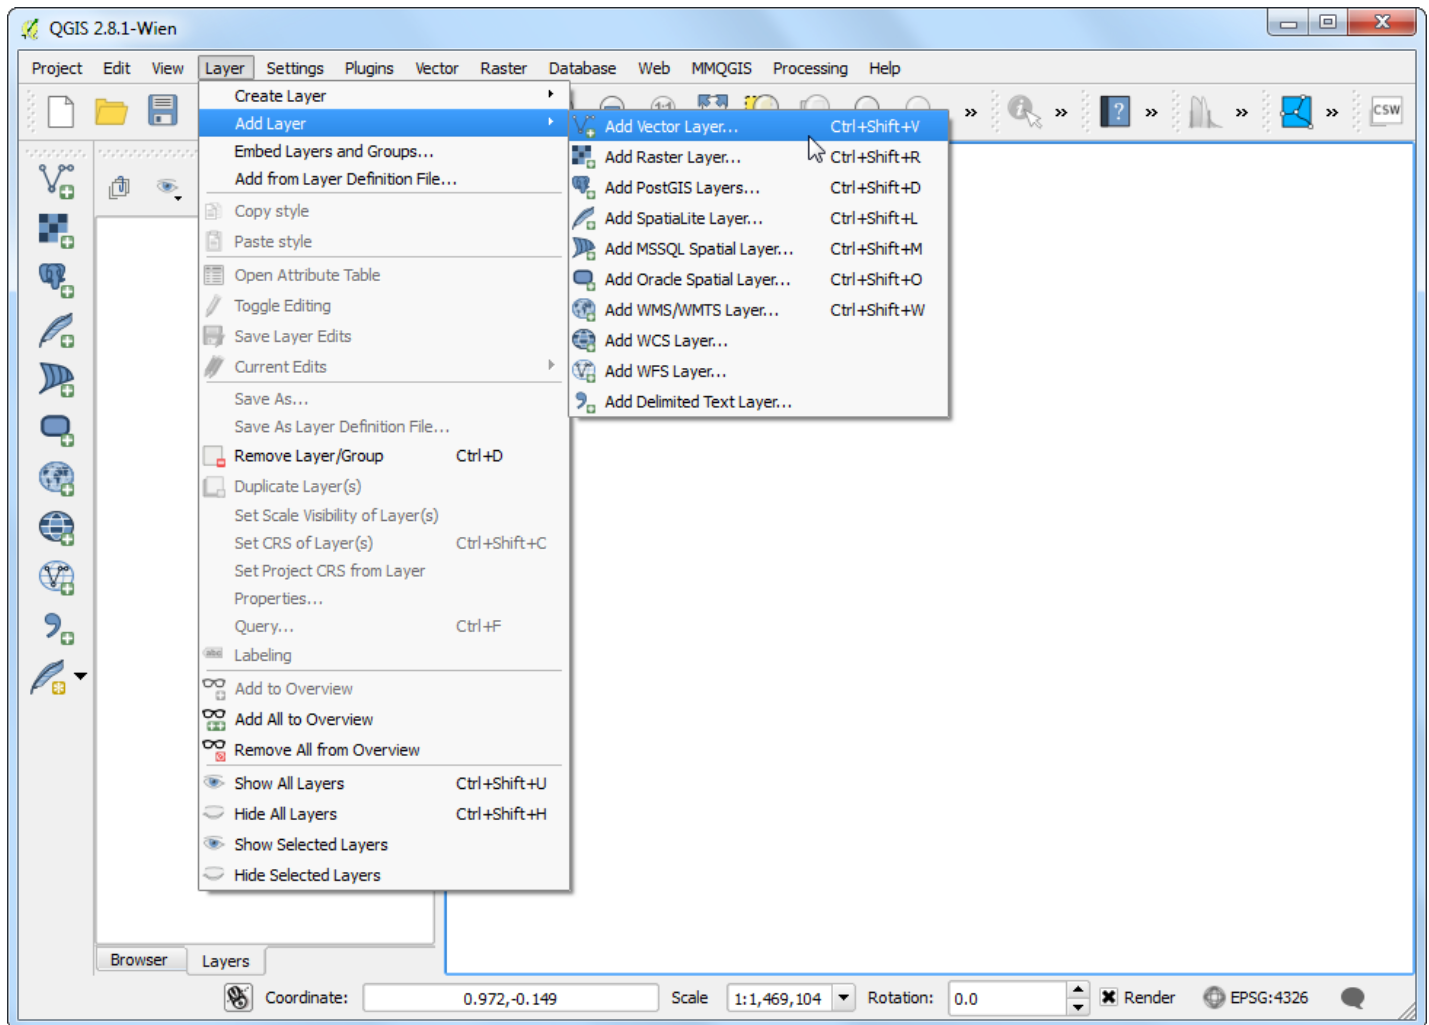 QGIS 2.8.1-Wien
Project Edit View Layer Settings Plugins Vector Raster Database Web MMQGIS Processing Help
1:1
CSW
Create Layer
Add Layer
Embed Layers and Groups...
Add from Layer Definition File...
Copy style
Paste style
Open Attribute Table
Toggle Editing
Save Layer Edits
Current Edits
Save As...
Save As Layer Definition File...
Remove Layer/Group Ctrl+D
Duplicate Layer(s)
Set Scale Visibility of Layer(s)
Set CRS of Layer(s) Ctrl+Shift+C
Set Project CRS from Layer
Properties...
Query... Ctrl+F
abc Labeling
Add to Overview
Add All to Overview
Remove All from Overview
Show All Layers Ctrl+Shift+U
Hide All Layers Ctrl+Shift+H
Show Selected Layers
Hide Selected Layers
Add Vector Layer... Ctrl+Shift+V
Add Raster Layer... Ctrl+Shift+R
Add PostGIS Layers... Ctrl+Shift+D
Add SpatiaLite Layer... Ctrl+Shift+L
Add MSSQL Spatial Layer... Ctrl+Shift+M
Add Oracle Spatial Layer... Ctrl+Shift+O
Add WMS/WMTS Layer... Ctrl+Shift+W
Add WCS Layer...
Add WFS Layer...
Add Delimited Text Layer...
Browser Layers
Coordinate: 0.972,-0.149 Scale 1:1,469,104 Rotation: 0.0 Render EPSG:4326